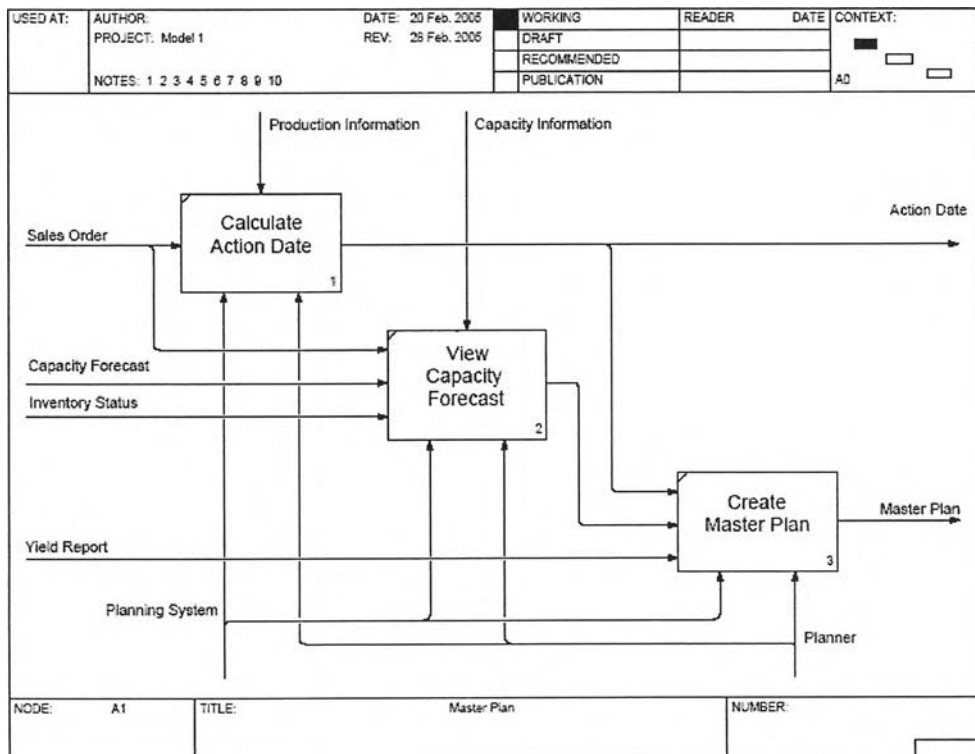 USED AT:
AUTHOR:
DATE: 20 Feb. 2005
PROJECT: Model 1
REV: 28 Feb. 2005
NOTES: 1 2 3 4 5 6 7 8 9 10
WORKING
DRAFT
RECOMMENDED
PUBLICATION
READER DATE
CONTEXT:
A0
Production Information
Capacity Information
Sales Order
Calculate
Action Date
1
Action Date
Capacity Forecast
Inventory Status
View
Capacity
Forecast
2
Yield Report
Create
Master Plan
3
Master Plan
Planning System
Planner
NODE: A1
TITLE: Master Plan
NUMBER: